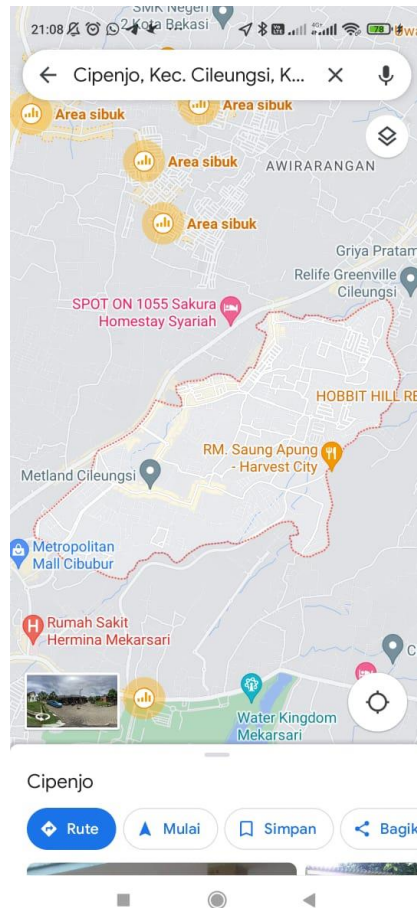 SMK Negeri
21:08
2 Kota Bekasi
4G+
78
Cipenjo, Kec. Cileungsi, K...
Area sibuk
Area sibuk
Area sibuk
AWIRARANGAN
Area sibuk
Griya Pratam
Relife Greenville
Cileungsi
SPOT ON 1055 Sakura
Homestay Syariah
HOBBIT HILL RE
RM. Saung Apung
- Harvest City
Metland Cileungsi
Metropolitan
Mall Cibubur
H
Rumah Sakit
Hermina Mekarsari
C
Water Kingdom
Mekarsari
Cipenjo
Rute
Mulai
Simpan
Bagik